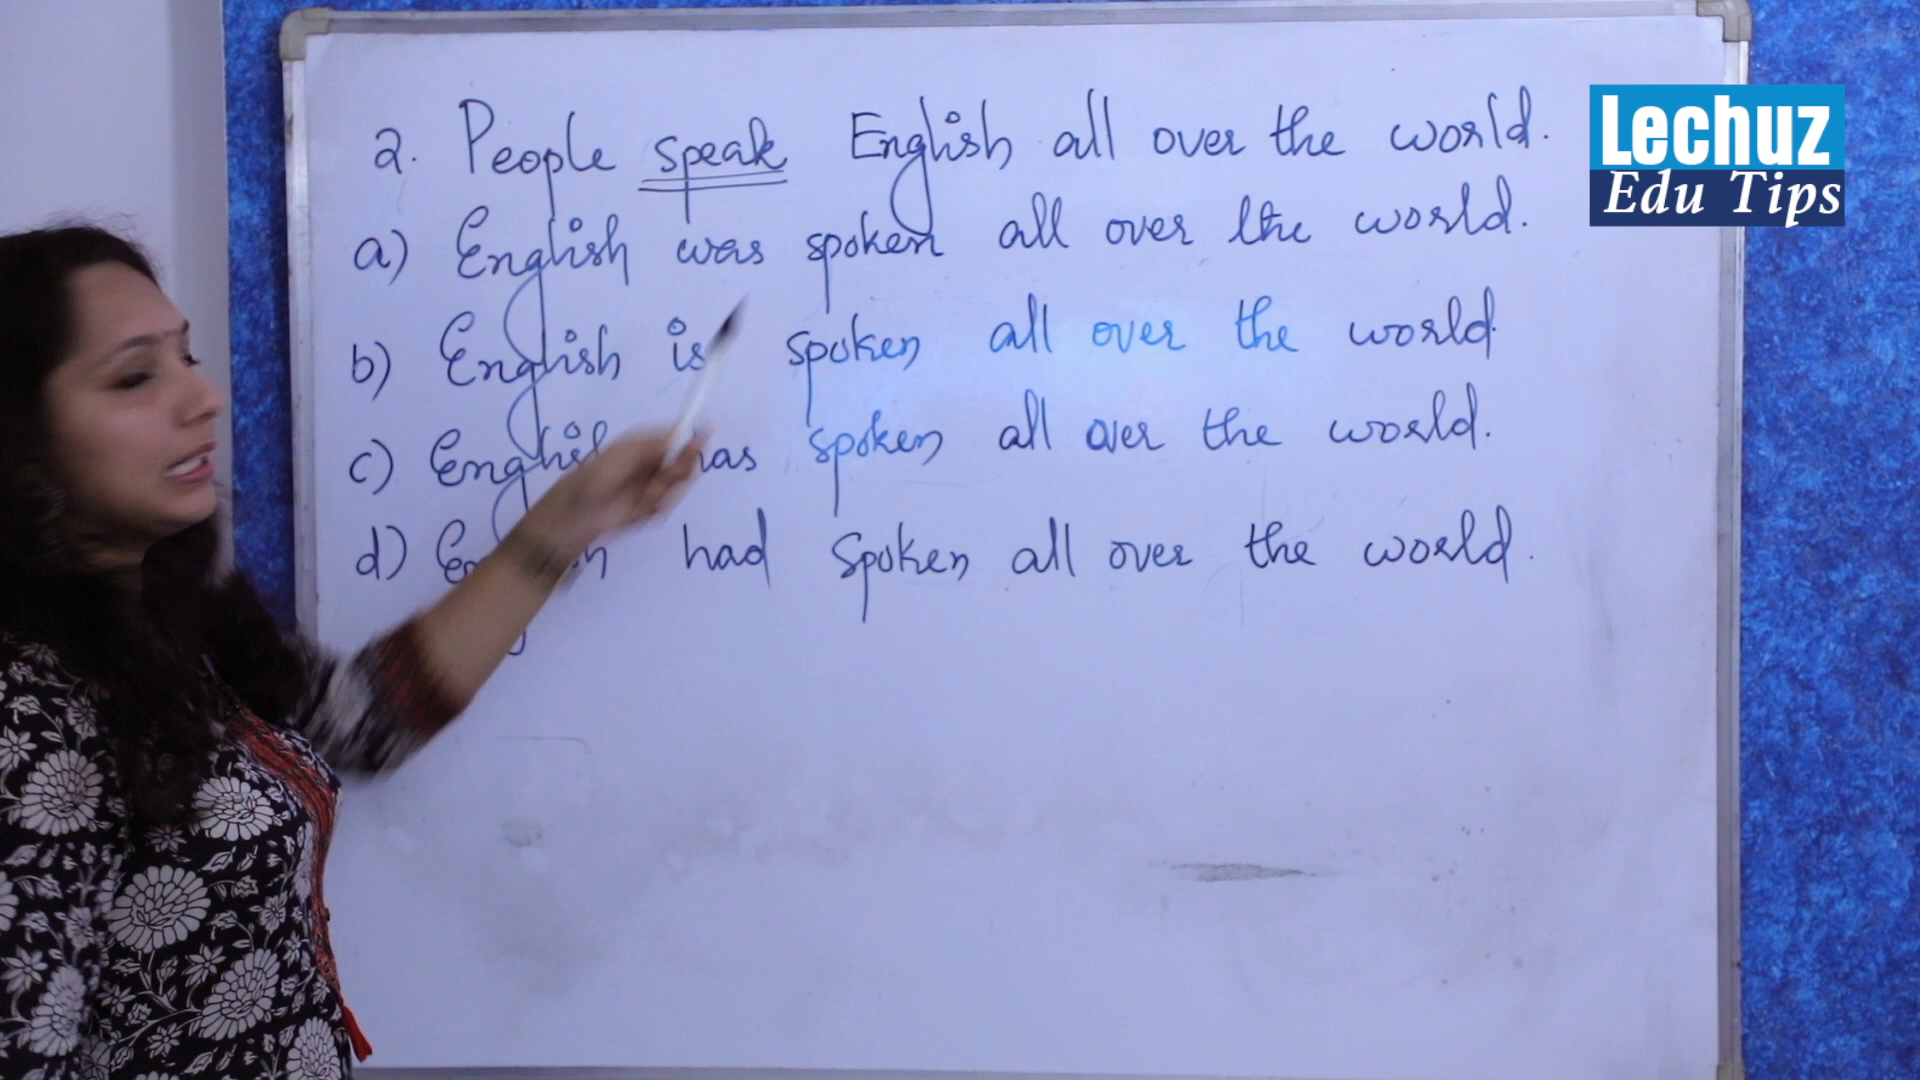 2. People speak English all over the world.
a) English was spoken all over the world.
b) English is spoken all over the world
c) has spoken all over the world.
d) had spoken all over the world.
Lechuz
Edu Tips